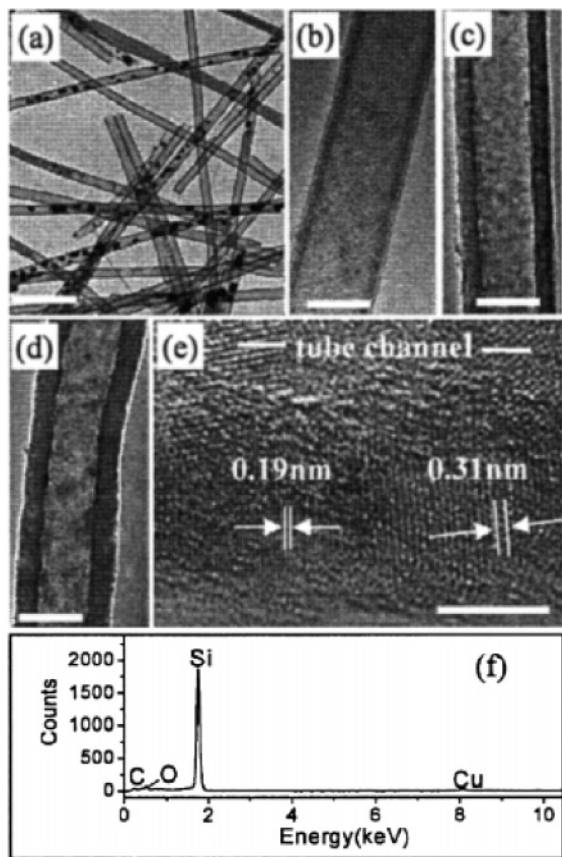 (a)
(b)
(c)
(d)
(e)
tube channel
0.19nm
0.31nm
(f)
2000
1500
1000
500
0
Counts
Si
C
O
Cu
0 2 4 6 8 10
Energy(keV)